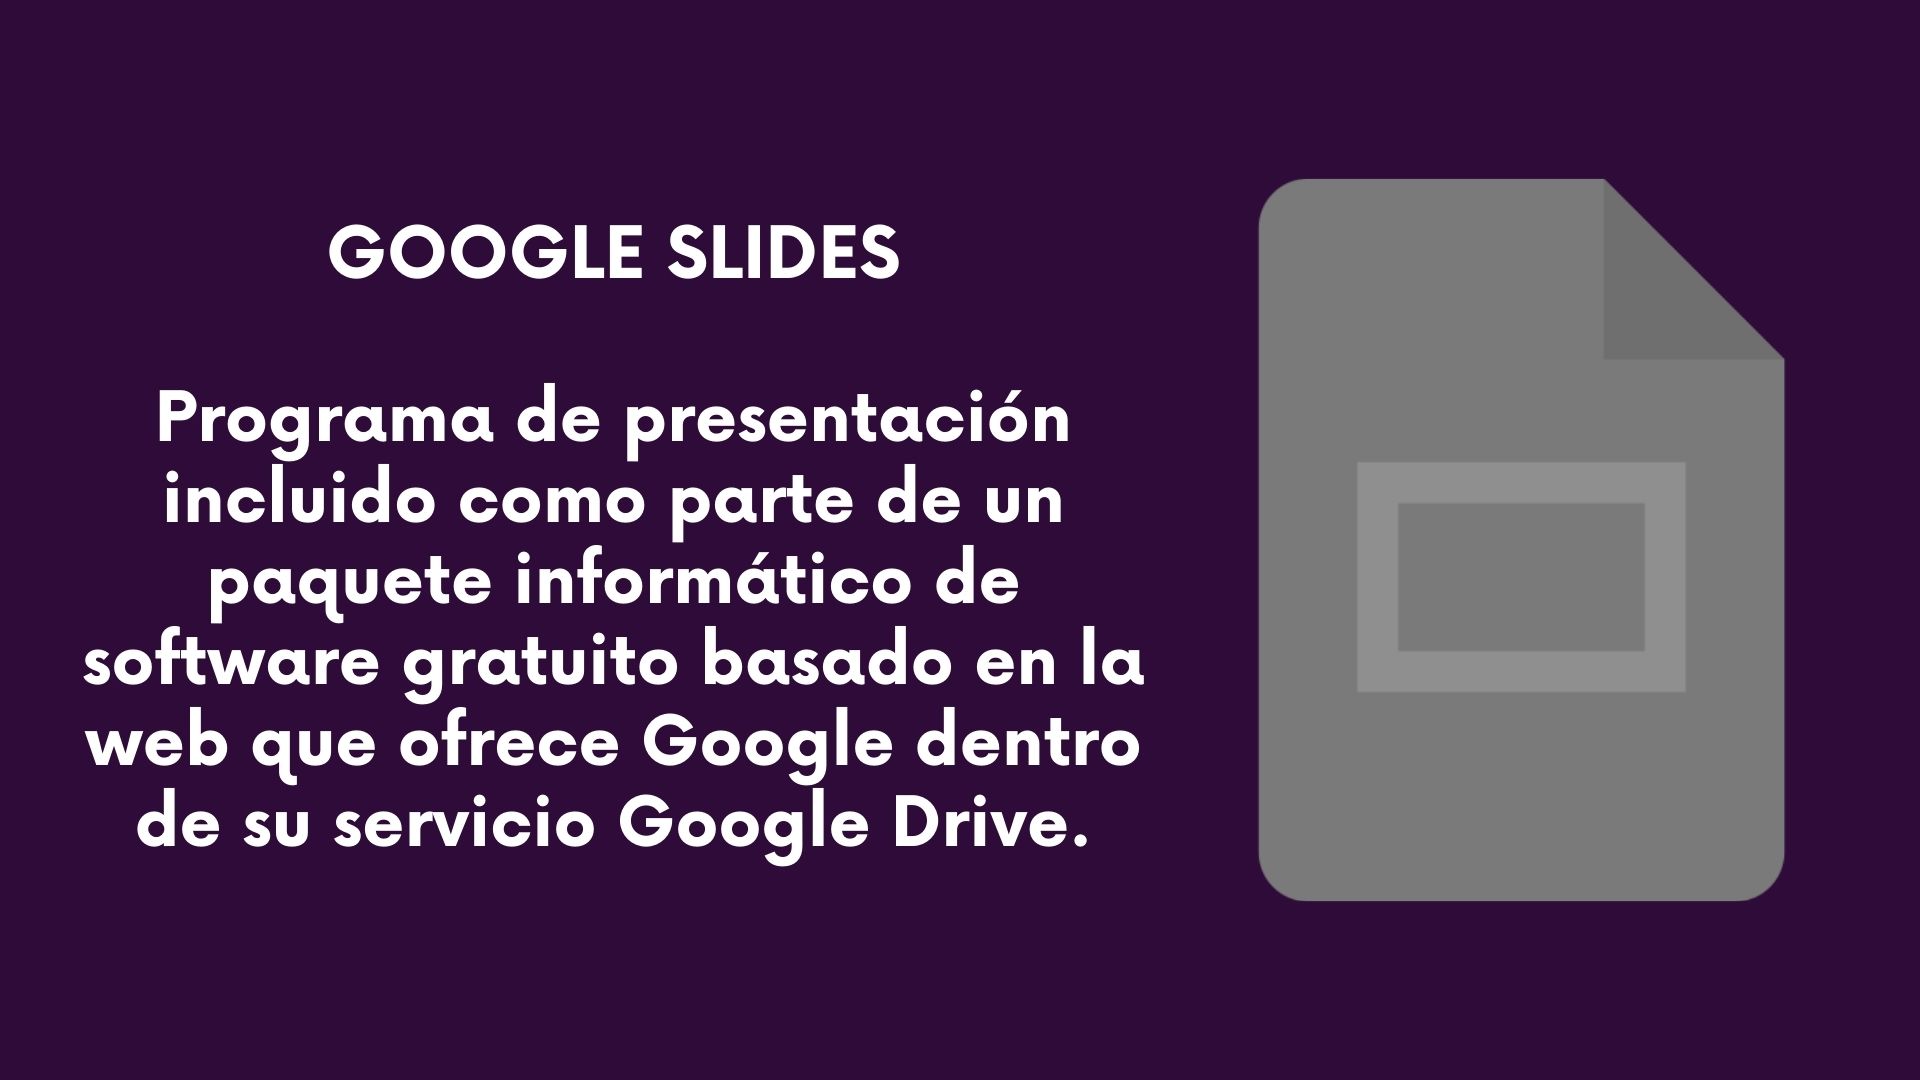 GOOGLE SLIDES
Programa de presentación
incluido como parte de un
paquete informático de
software gratuito basado en la
web que ofrece Google dentro
de su servicio Google Drive.